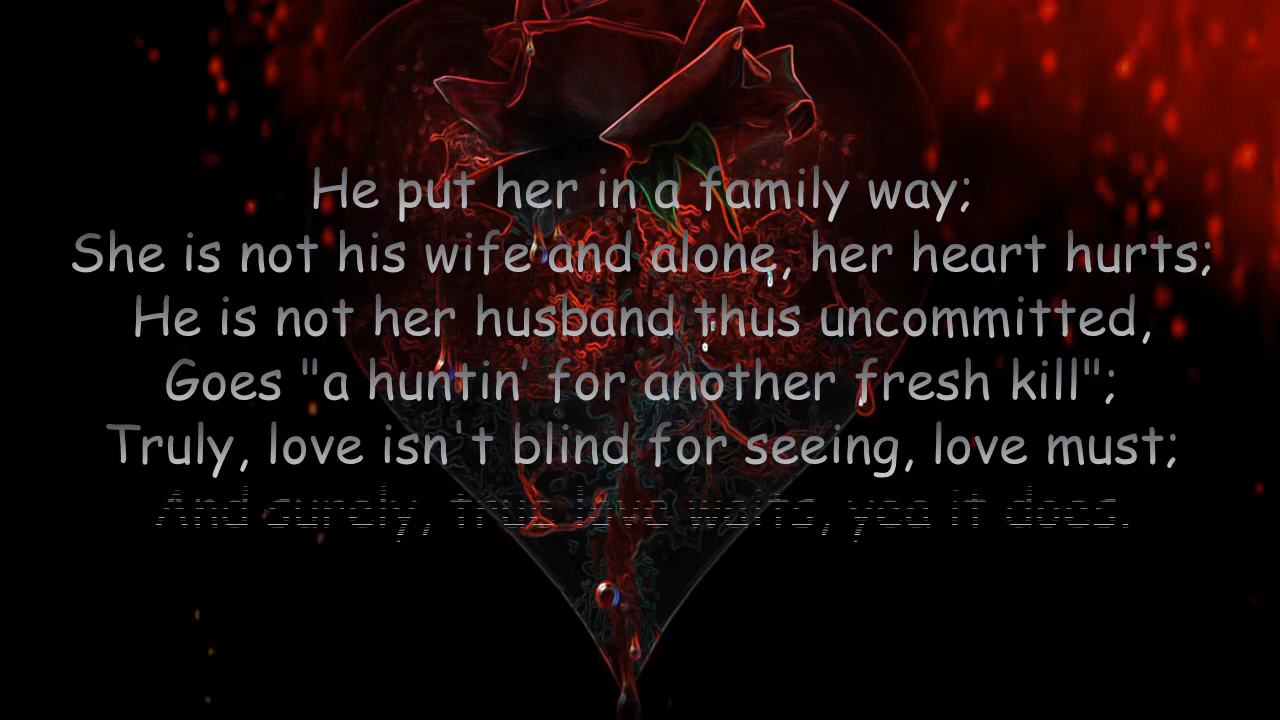 He put her in a family way;
She is not his wife and alone, her heart hurts;
He is not her husband thus uncommitted,
Goes "a huntin’ for another fresh kill";
Truly, love isn't blind for seeing, love must;
And surely, true love waits, yea it does.